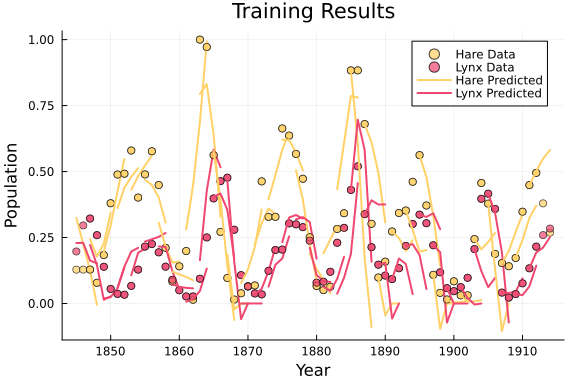 Training Results
Hare Data
Lynx Data
Hare Predicted
Lynx Predicted
1.00
0.75
0.50
0.25
0.00
Population
1850 1860 1870 1880 1890 1900 1910
Year